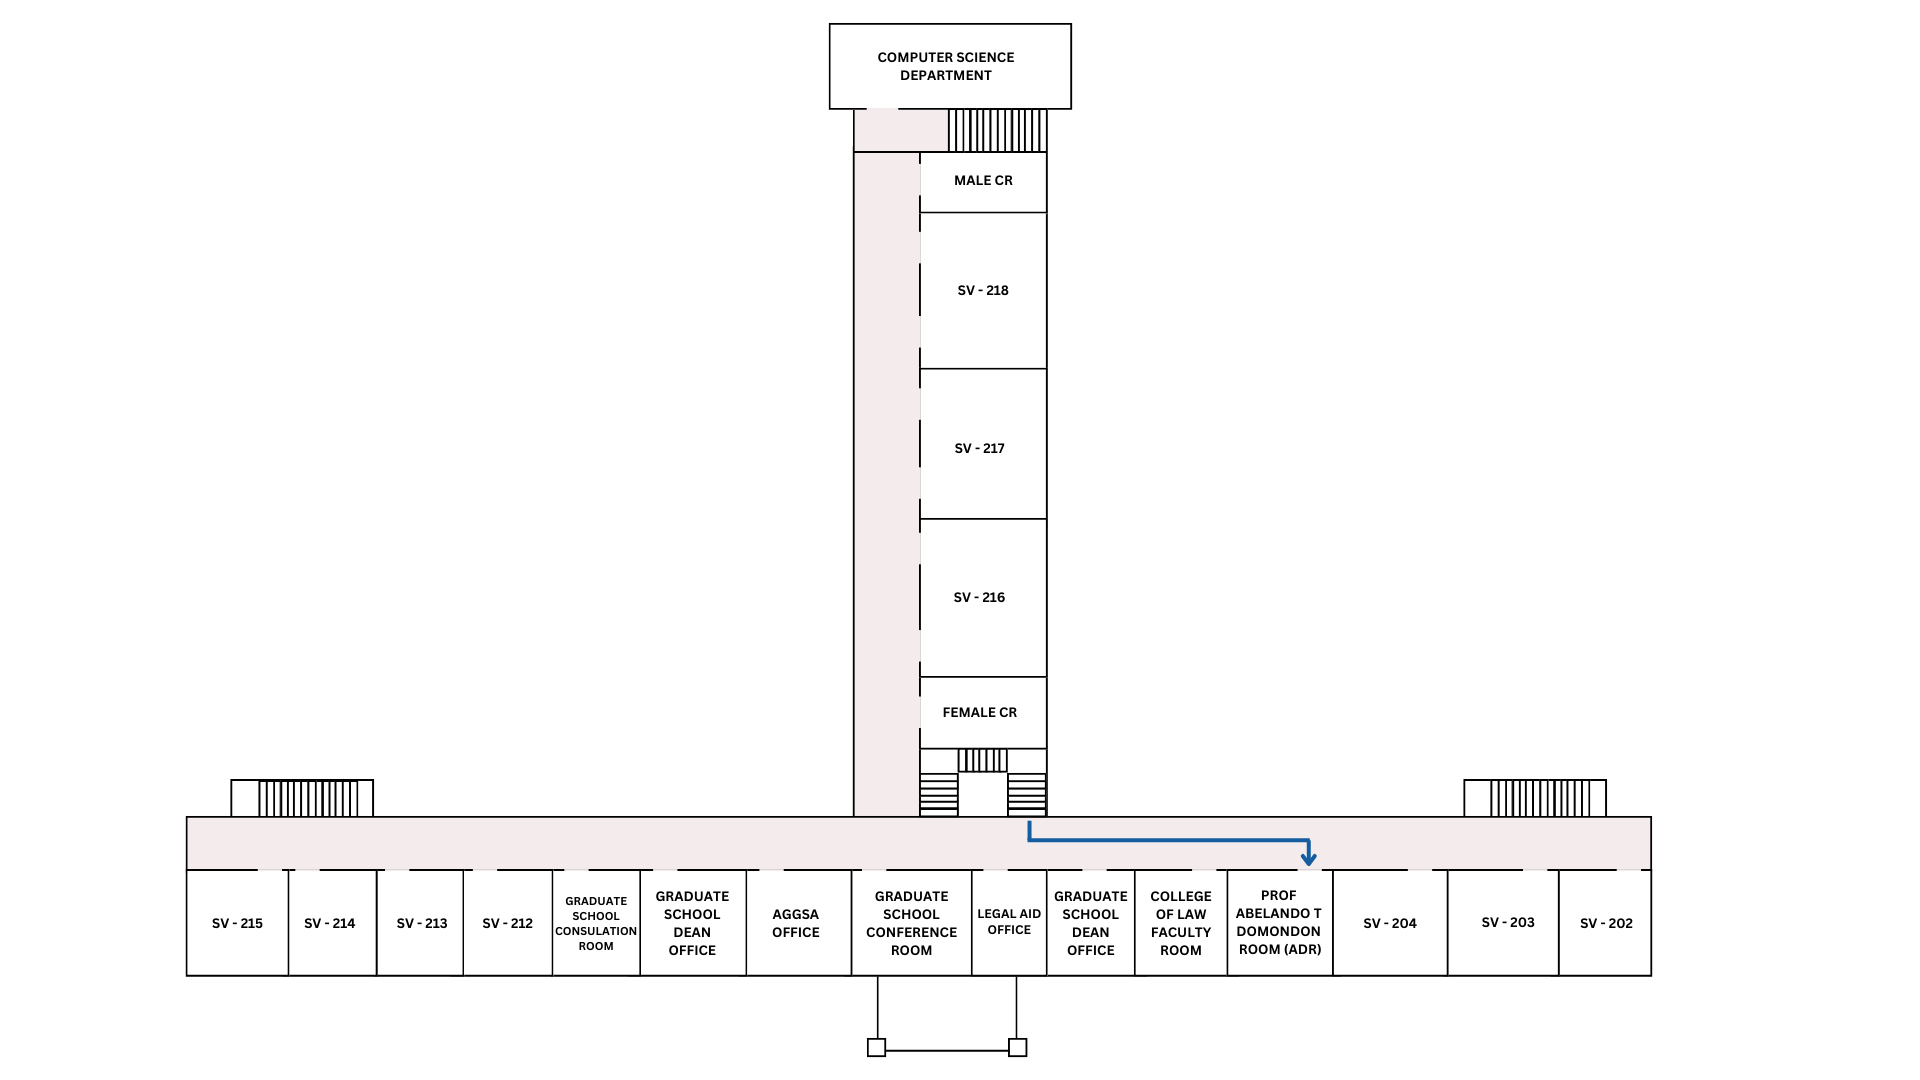 COMPUTER SCIENCE
DEPARTMENT
MALE CR
SV - 218
SV - 217
SV - 216
FEMALE CR
SV - 215
SV - 214
SV - 213
SV - 212
GRADUATE
SCHOOL
CONSULATION
ROOM
GRADUATE
SCHOOL
DEAN
OFFICE
AGGSA
OFFICE
GRADUATE
SCHOOL
CONFERENCE
ROOM
LEGAL AID
OFFICE
GRADUATE
SCHOOL
DEAN
OFFICE
COLLEGE
OF LAW
FACULTY
ROOM
PROF
ABELANDO T
DOMONDON
ROOM (ADR)
SV - 204
SV - 203
SV - 202